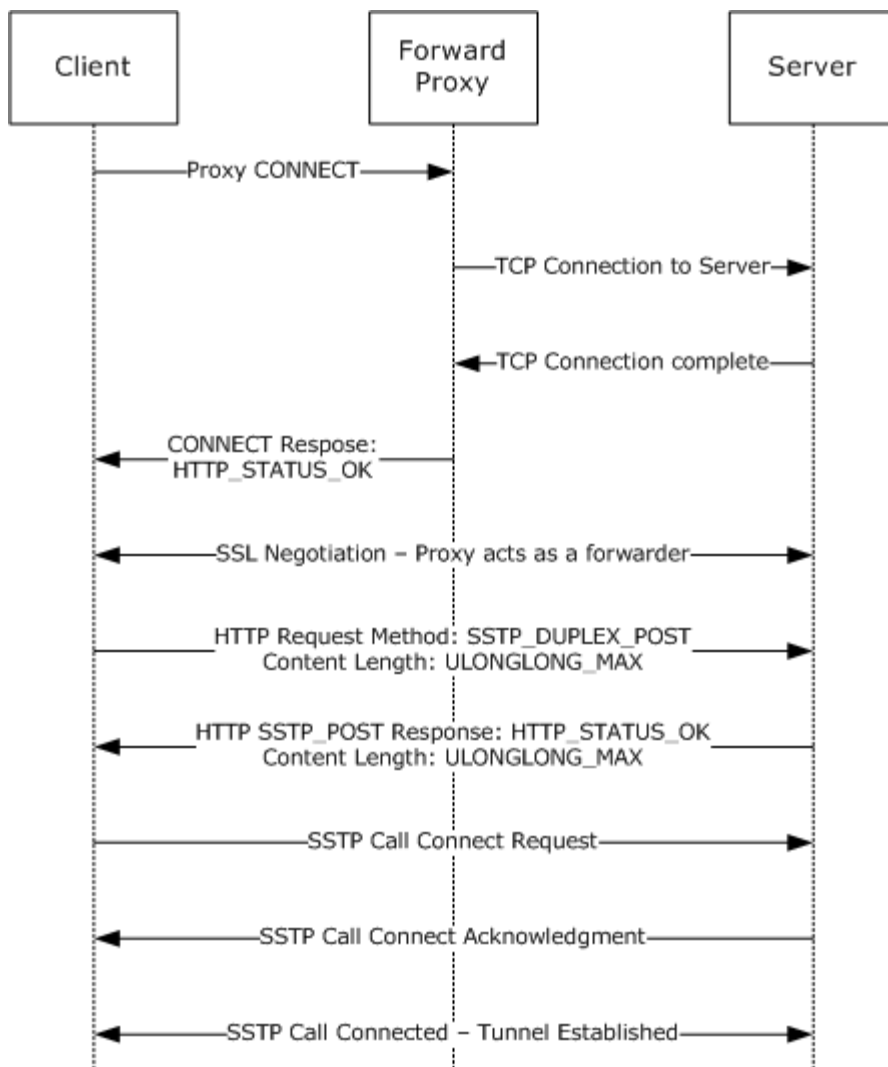 Client
Forward
Proxy
Server
Proxy CONNECT
TCP Connection to Server
TCP Connection complete
CONNECT Respose:
HTTP_STATUS_OK
SSL Negotiation – Proxy acts as a forwarder
HTTP Request Method: SSTP_DUPLEX_POST
Content Length: ULONGLONG_MAX
HTTP SSTP_POST Response: HTTP_STATUS_OK
Content Length: ULONGLONG_MAX
SSTP Call Connect Request
SSTP Call Connect Acknowledgment
SSTP Call Connected – Tunnel Established